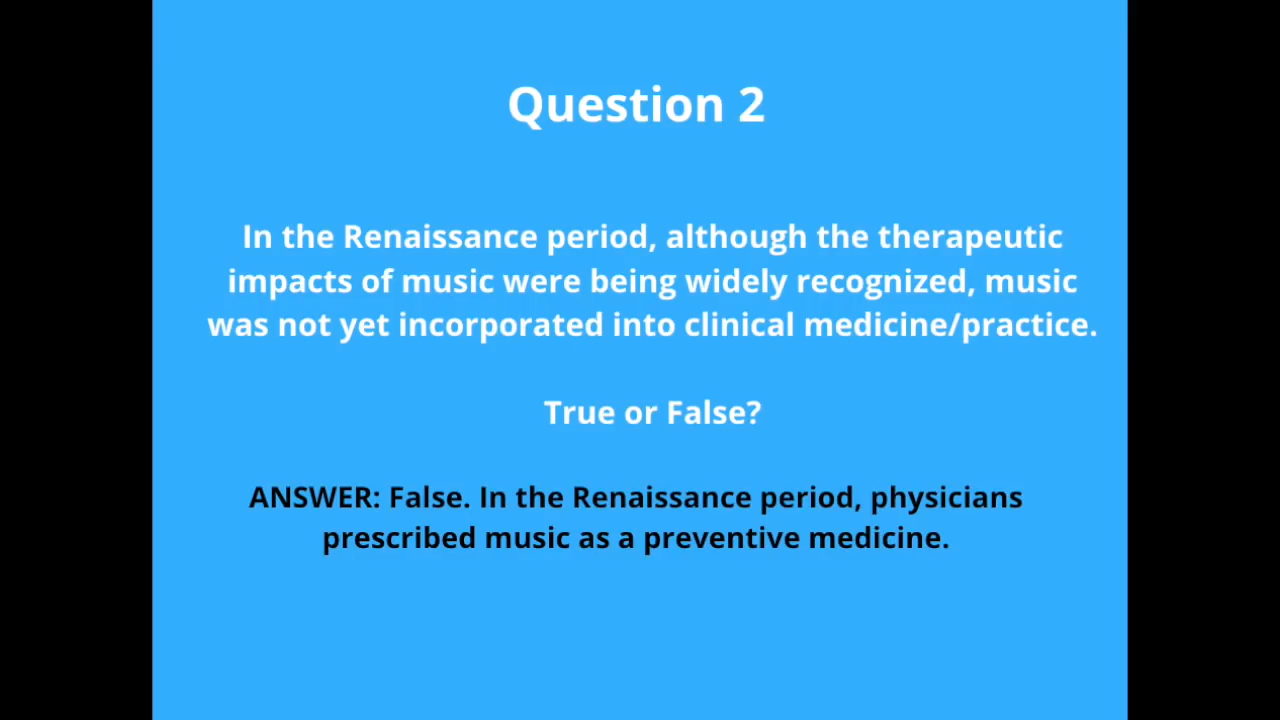 Question 2
In the Renaissance period, although the therapeutic
impacts of music were being widely recognized, music
was not yet incorporated into clinical medicine/practice.
True or False?
ANSWER: False. In the Renaissance period, physicians
prescribed music as a preventive medicine.